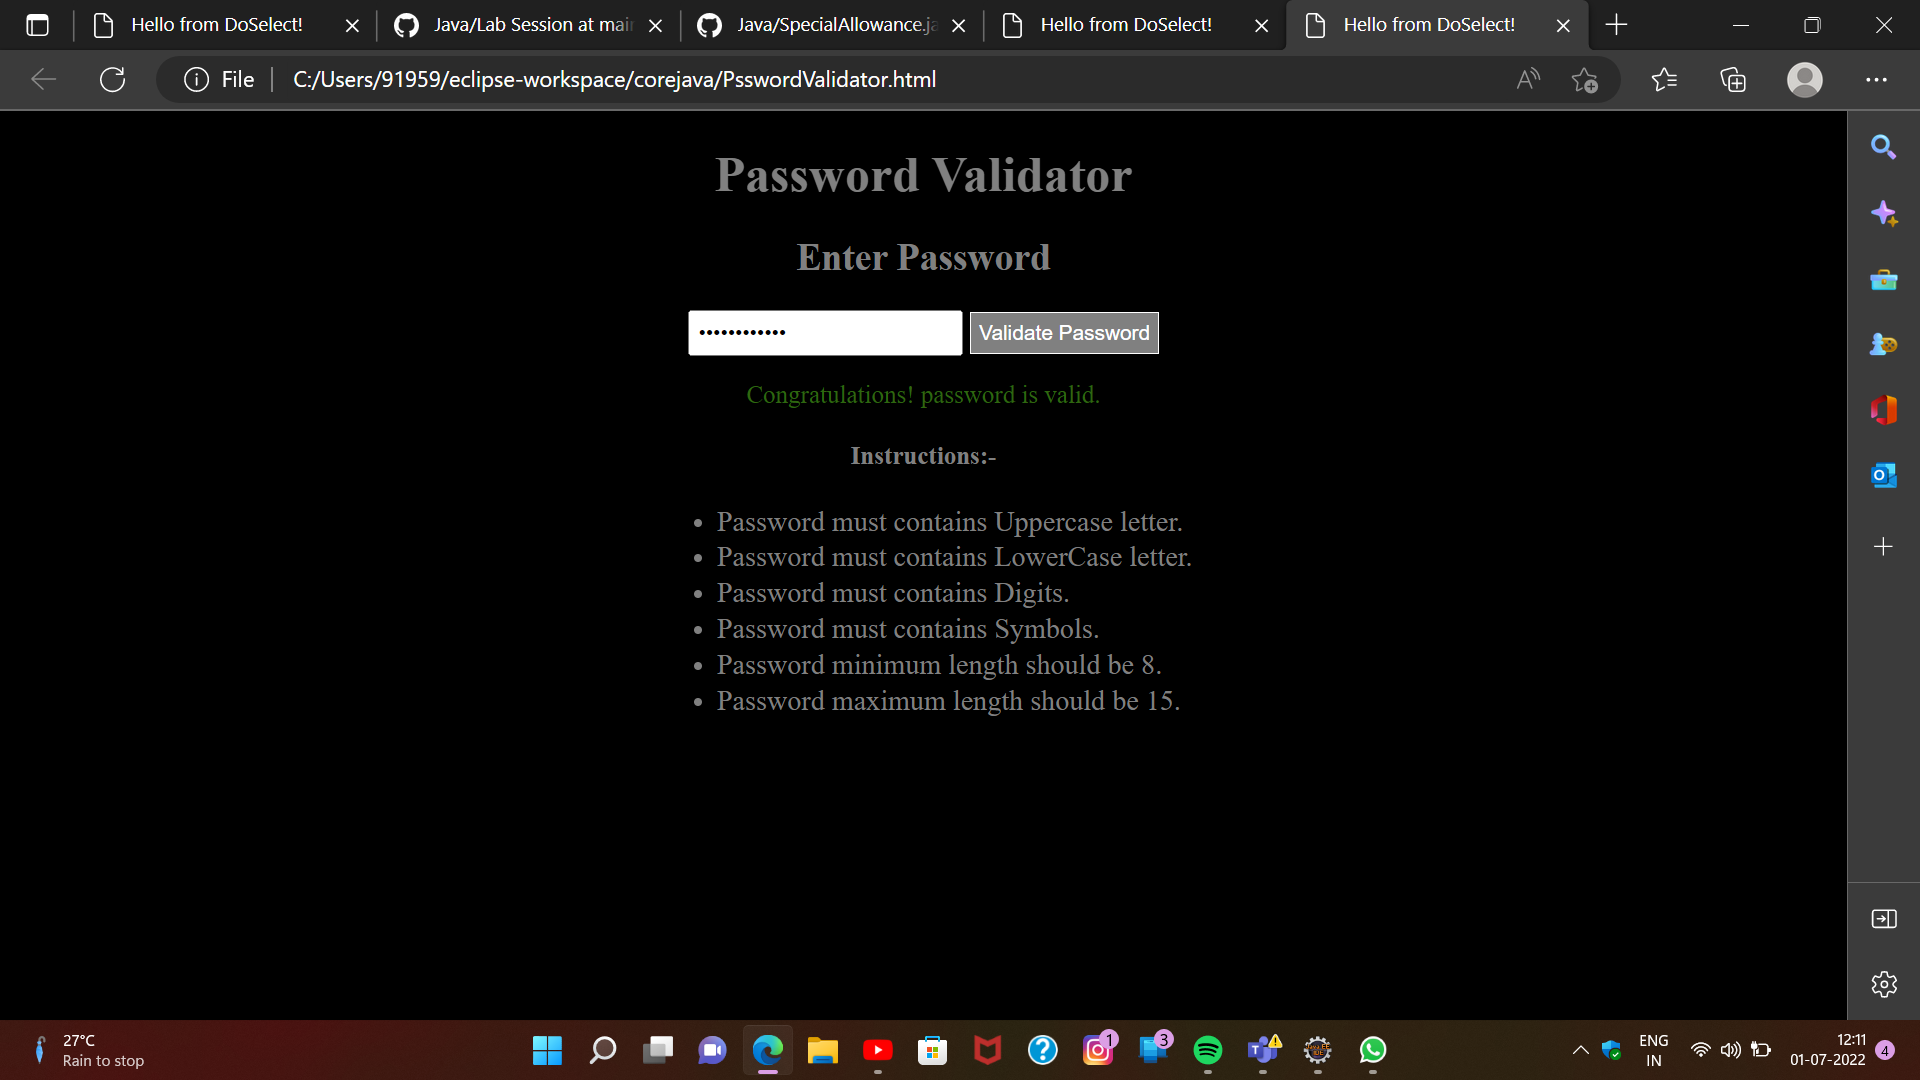 Hello from DoSelect!
Java/Lab Session at main
Java/SpecialAllowance.ja
Hello from DoSelect!
Hello from DoSelect!
File
C:/Users/91959/eclipse-workspace/corejava/PsswordValidator.html
Password Validator
Enter Password
••••••••••••
Validate Password
Congratulations! password is valid.
Instructions:-
• Password must contains Uppercase letter.
• Password must contains LowerCase letter.
• Password must contains Digits.
• Password must contains Symbols.
• Password minimum length should be 8.
• Password maximum length should be 15.
27°C
Rain to stop
1
3
ENG
IN
12:11
01-07-2022
4